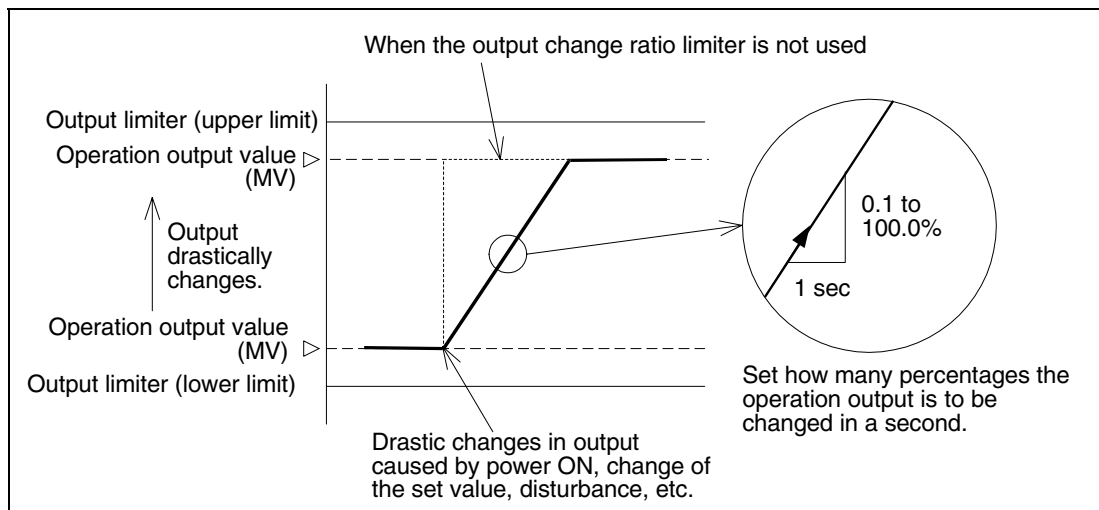 When the output change ratio limiter is not used
Output limiter (upper limit)
Operation output value
(MV)
Output
drastically
changes.
Operation output value
(MV)
Output limiter (lower limit)
Drastic changes in output
caused by power ON, change of
the set value, disturbance, etc.
0.1 to
100.0%
1 sec
Set how many percentages the
operation output is to be
changed in a second.